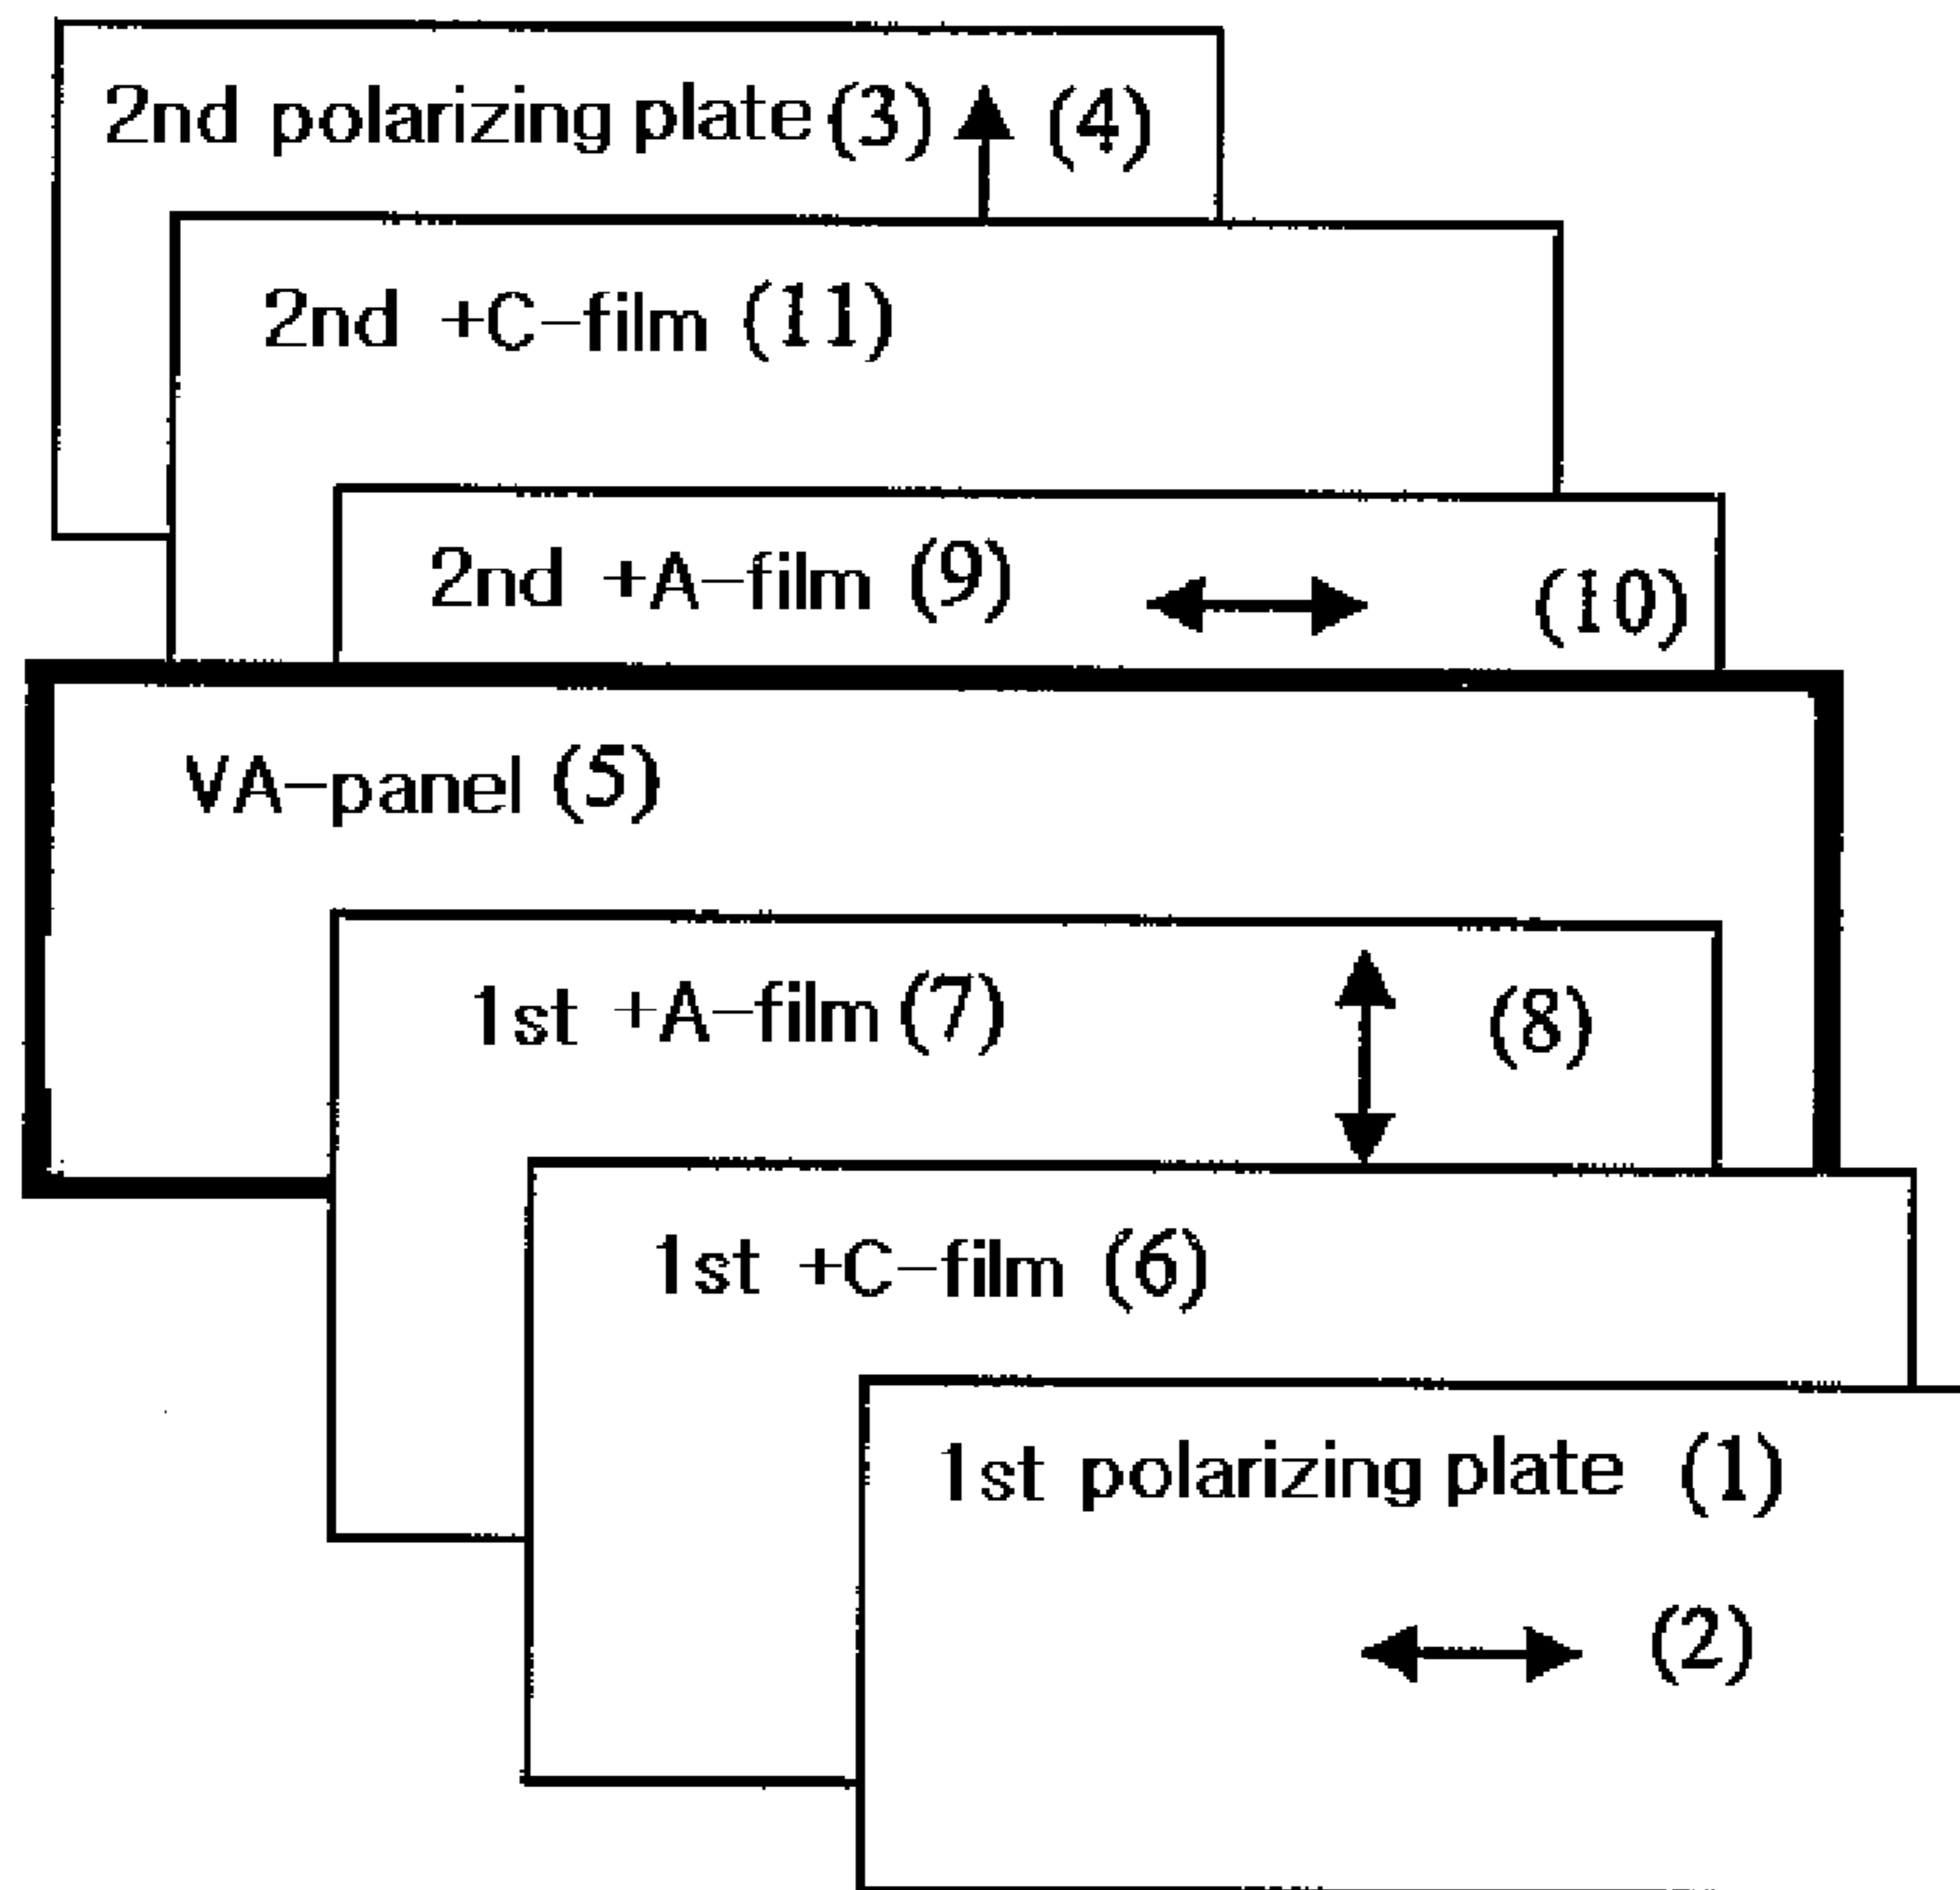 2nd polarizing plate (3) (4)
2nd +C-film (11)
2nd +A-film (9) (10)
VA-panel (5)
1st +A-film (7) (8)
1st +C-film (6)
1st polarizing plate (1)
(2)